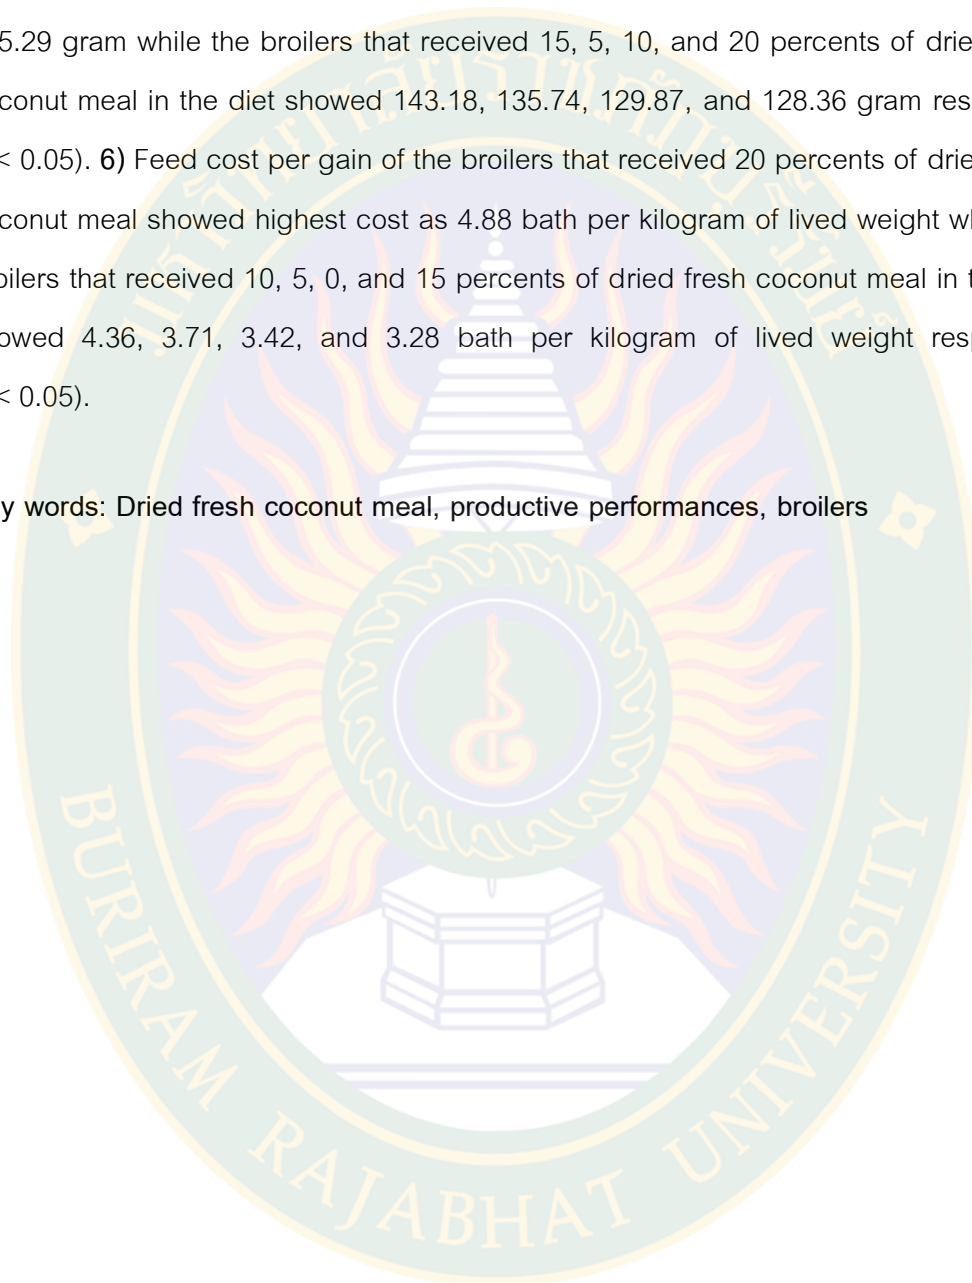 5.29 gram while the broilers that received 15, 5, 10, and 20 percents of drie
conut meal in the diet showed 143.18, 135.74, 129.87, and 128.36 gram res
< 0.05). 6) Feed cost per gain of the broilers that received 20 percents of drie
conut meal showed highest cost as 4.88 bath per kilogram of lived weight wh
oilers that received 10, 5, 0, and 15 percents of dried fresh coconut meal in t
owed 4.36, 3.71, 3.42, and 3.28 bath per kilogram of lived weight resp
< 0.05).
y words: Dried fresh coconut meal, productive performances, broilers
BURIRAM RAJABHAT UNIVERSITY